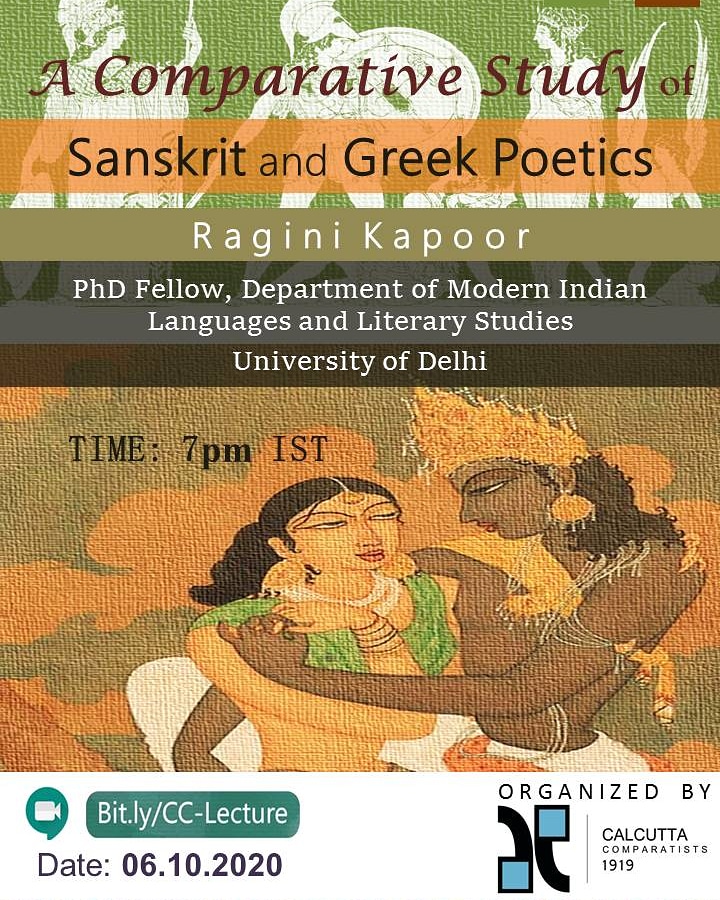 A Comparative Study of
Sanskrit and Greek Poetics
Ragini Kapoor
PhD Fellow, Department of Modern Indian
Languages and Literary Studies
University of Delhi
TIME: 7pm IST
Bit.ly/CC-Lecture
Date: 06.10.2020
ORGANIZED BY
CALCUTTA
COMPARATISTS
1919